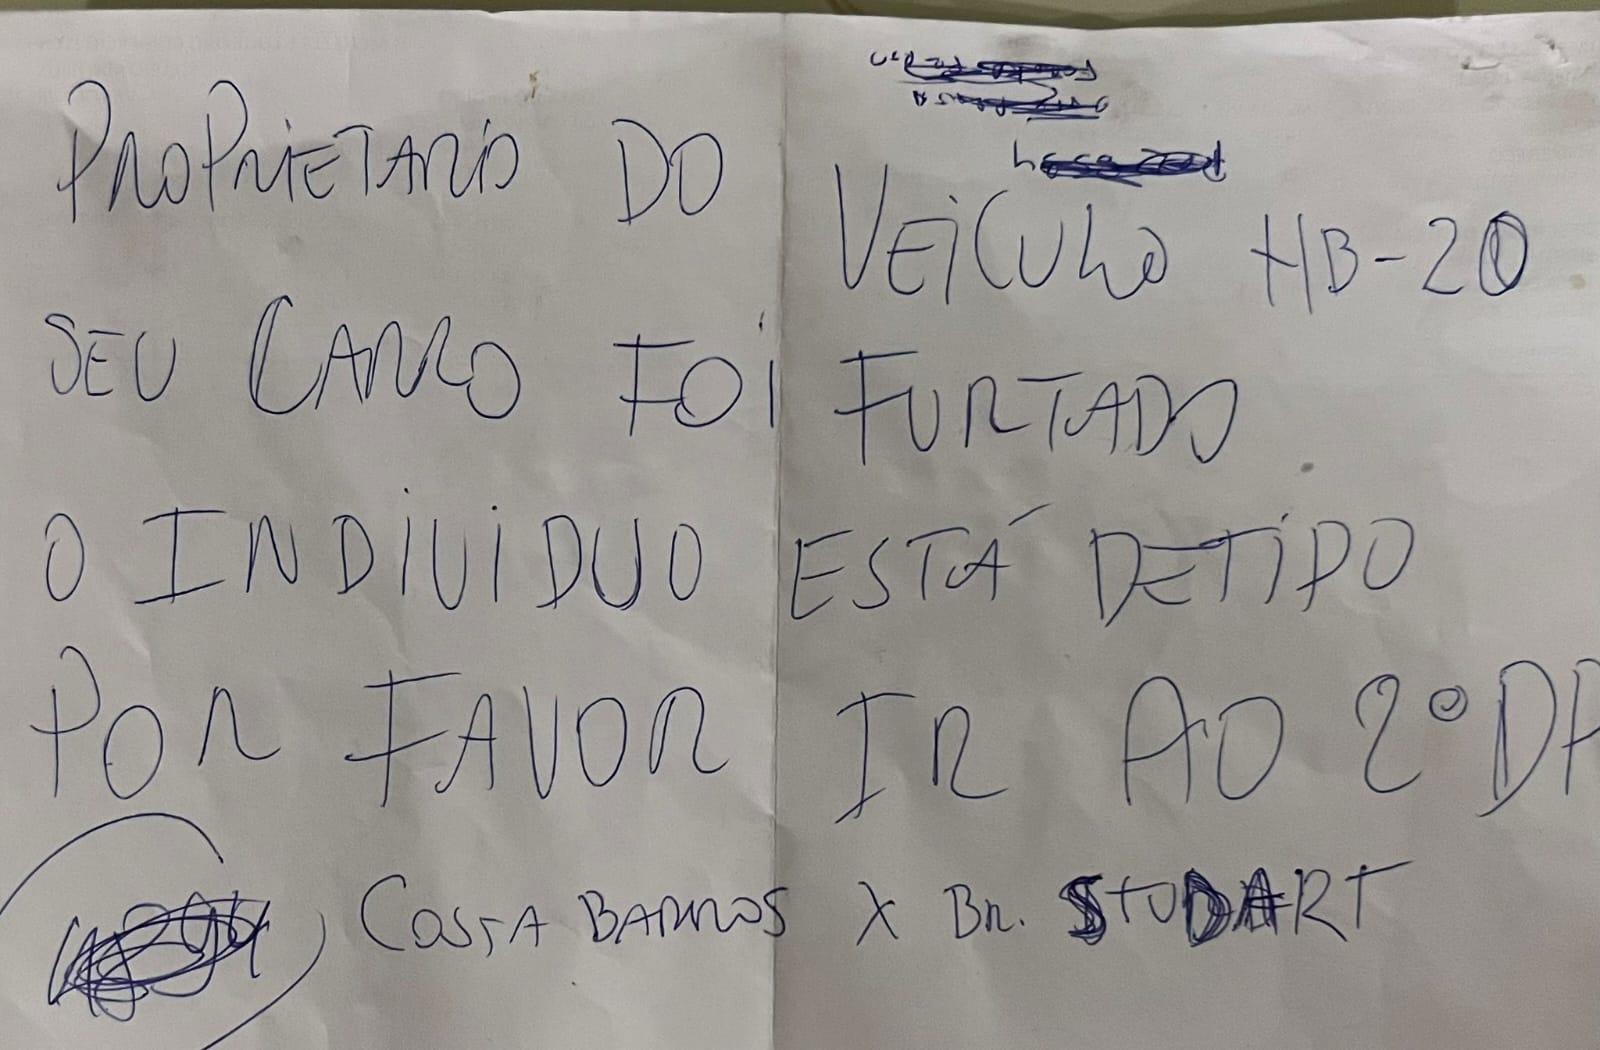 PROPRIETARIO DO VEICULO HB-20
SEU CARRO FOI FURTADO
O INDIVIDUO ESTÁ DETIDO
POR FAVOR IR AO 2º DP
COSTA BARROS X BR. STUDART